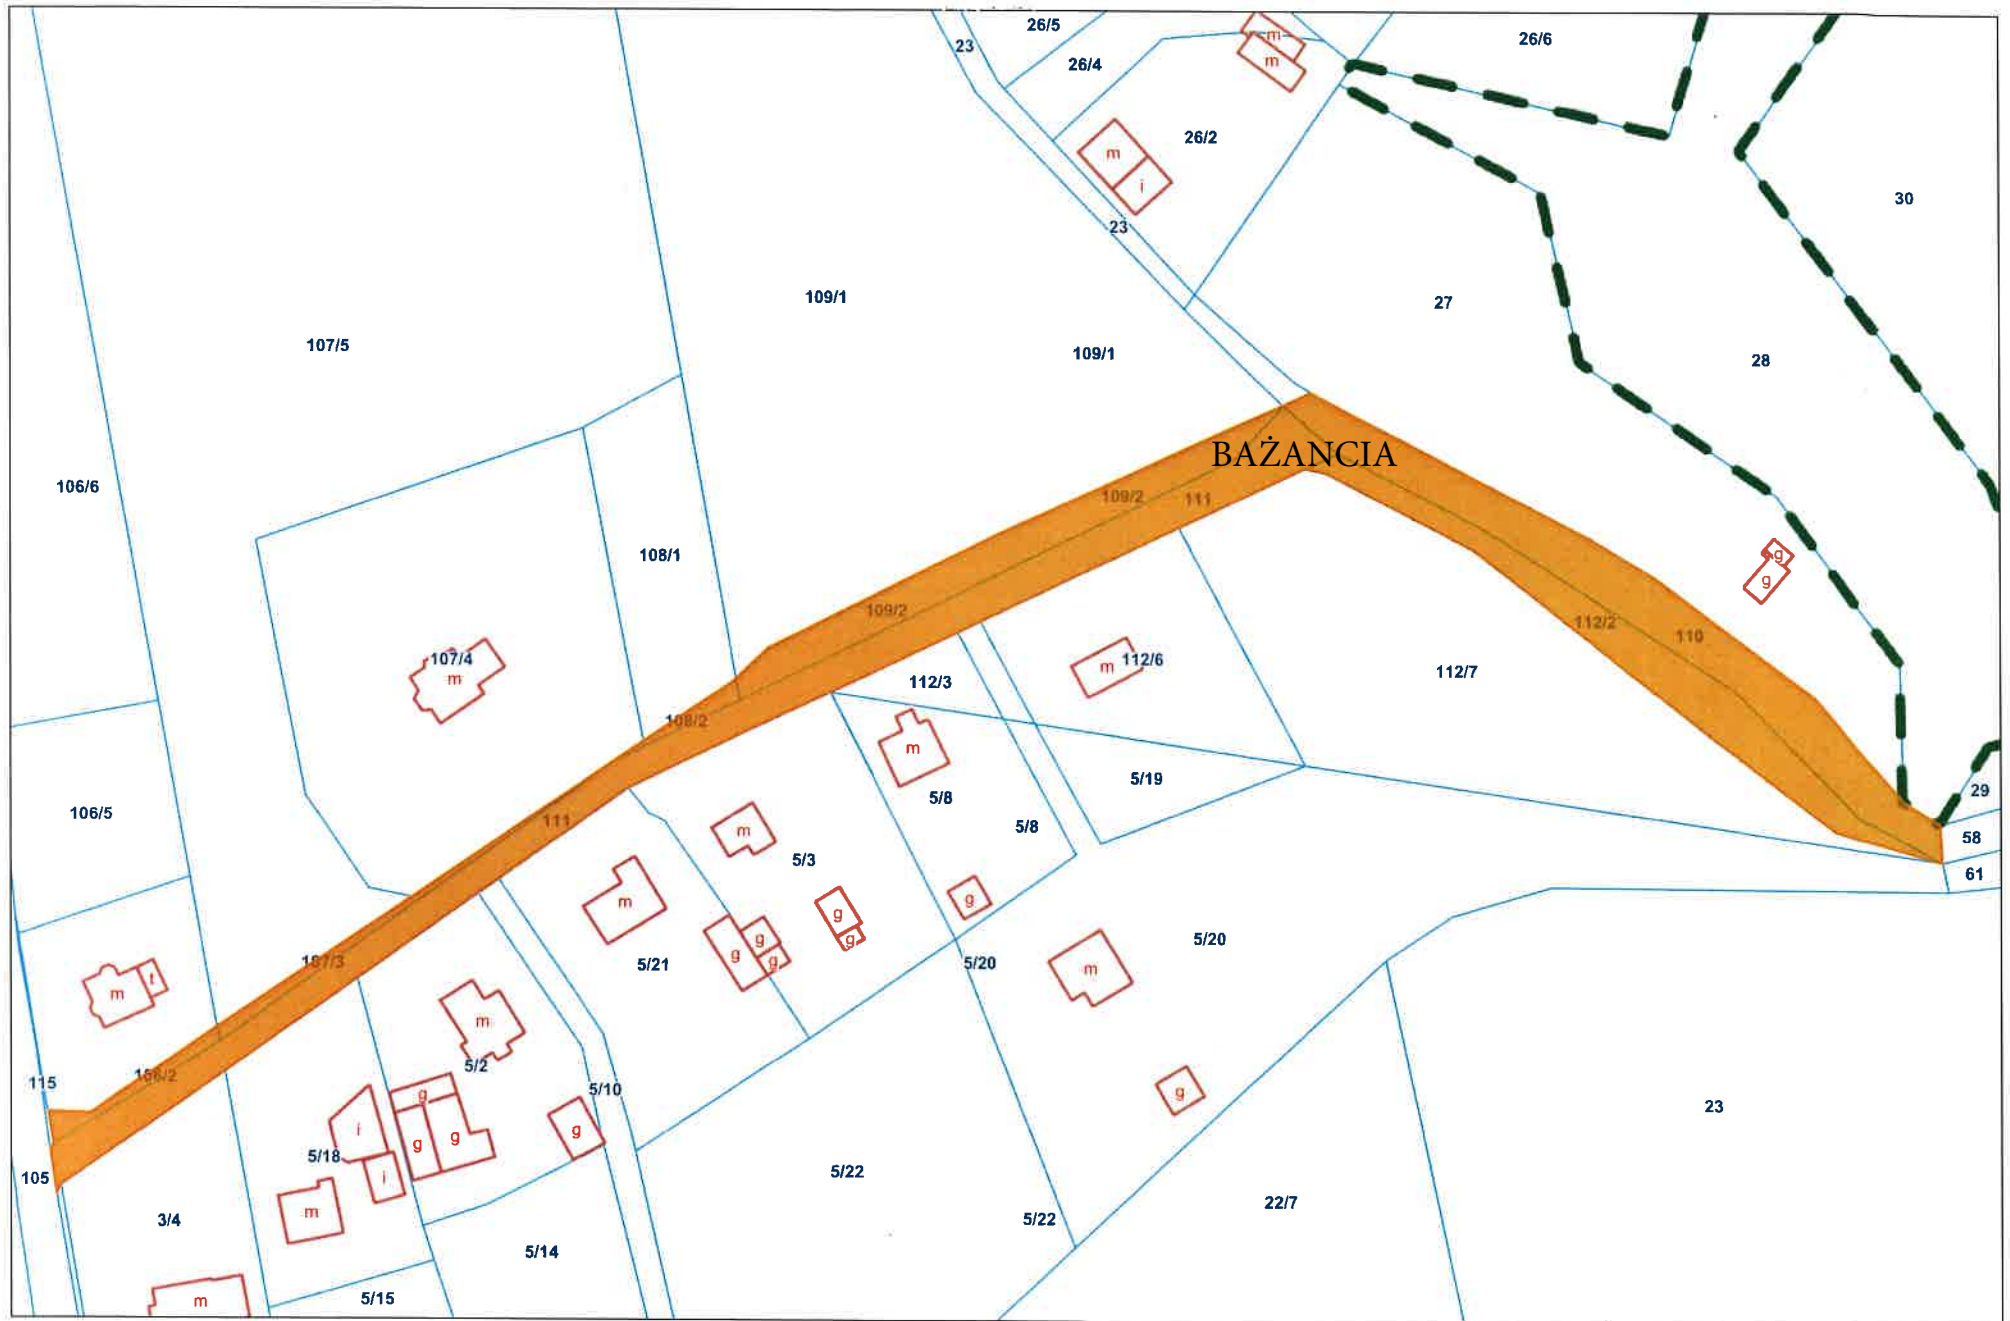 26/5
23
26/4
26/6
m
m
26/2
m
i
30
23
109/1
27
107/5
109/1
28
BAŻANCIA
106/6
109/2
111
108/1
g
g
109/2
112/2
110
107/4
m
m
112/6
112/7
112/3
108/2
m
5/19
29
5/8
106/5
111
5/8
m
58
5/3
61
m
g
g
g
g
g
g
5/20
107/3
5/21
5/20
m
t
m
m
106/2
5/2
115
5/10
g
g
23
i
g
g
g
5/18
5/22
105
i
22/7
m
3/4
5/22
5/14
5/15
m